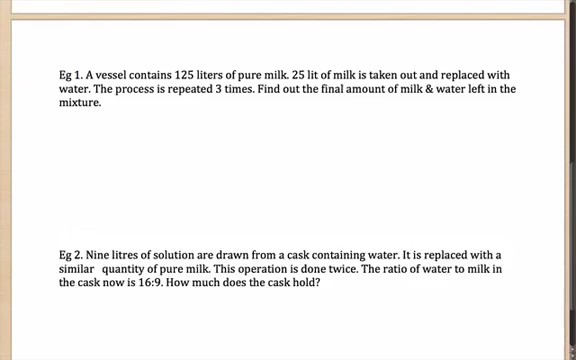 Eg 1. A vessel contains 125 liters of pure milk. 25 lit of milk is taken out and replaced with
water. The process is repeated 3 times. Find out the final amount of milk & water left in the
mixture.
Eg 2. Nine litres of solution are drawn from a cask containing water. It is replaced with a
similar quantity of pure milk. This operation is done twice. The ratio of water to milk in
the cask now is 16:9. How much does the cask hold?